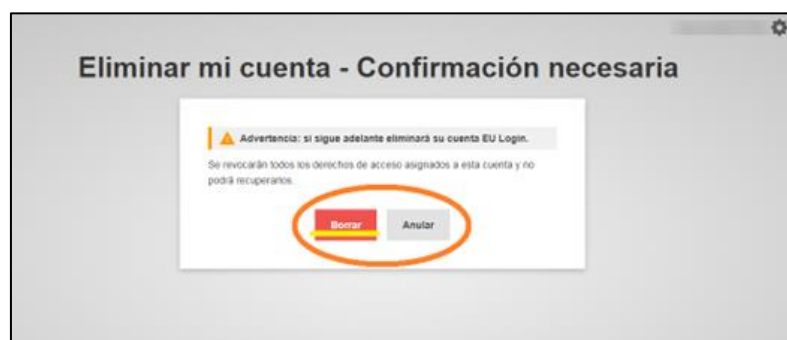 Eliminar mi cuenta - Confirmación necesaria
Advertencia: si sigue adelante eliminará su cuenta EU Login.
Se revocarán todos los derechos de acceso asignados a esta cuenta y no
podrá recuperarlos.
Borrar
Anular